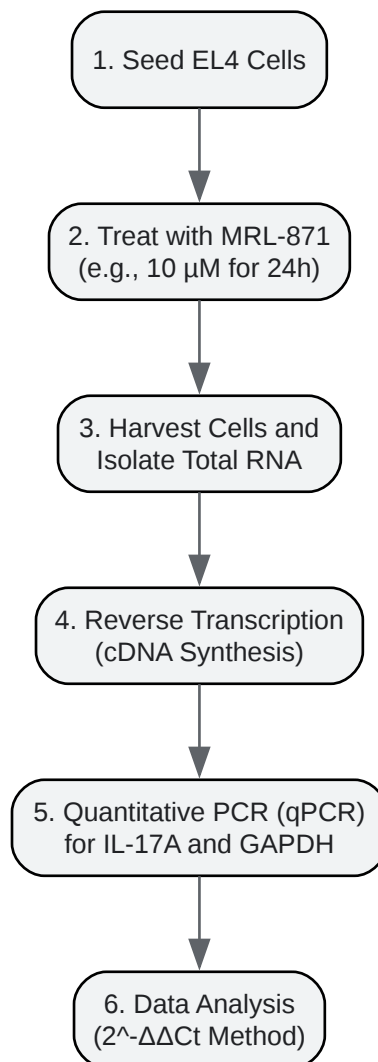 1. Seed EL4 Cells
2. Treat with MRL-871
(e.g., 10 µM for 24h)
3. Harvest Cells and
Isolate Total RNA
4. Reverse Transcription
(cDNA Synthesis)
5. Quantitative PCR (qPCR)
for IL-17A and GAPDH
6. Data Analysis
(2^-ΔΔCt Method)